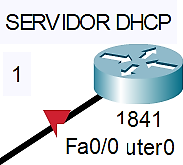 SERVIDOR DHCP
1
1841
Fa0/0 uter0